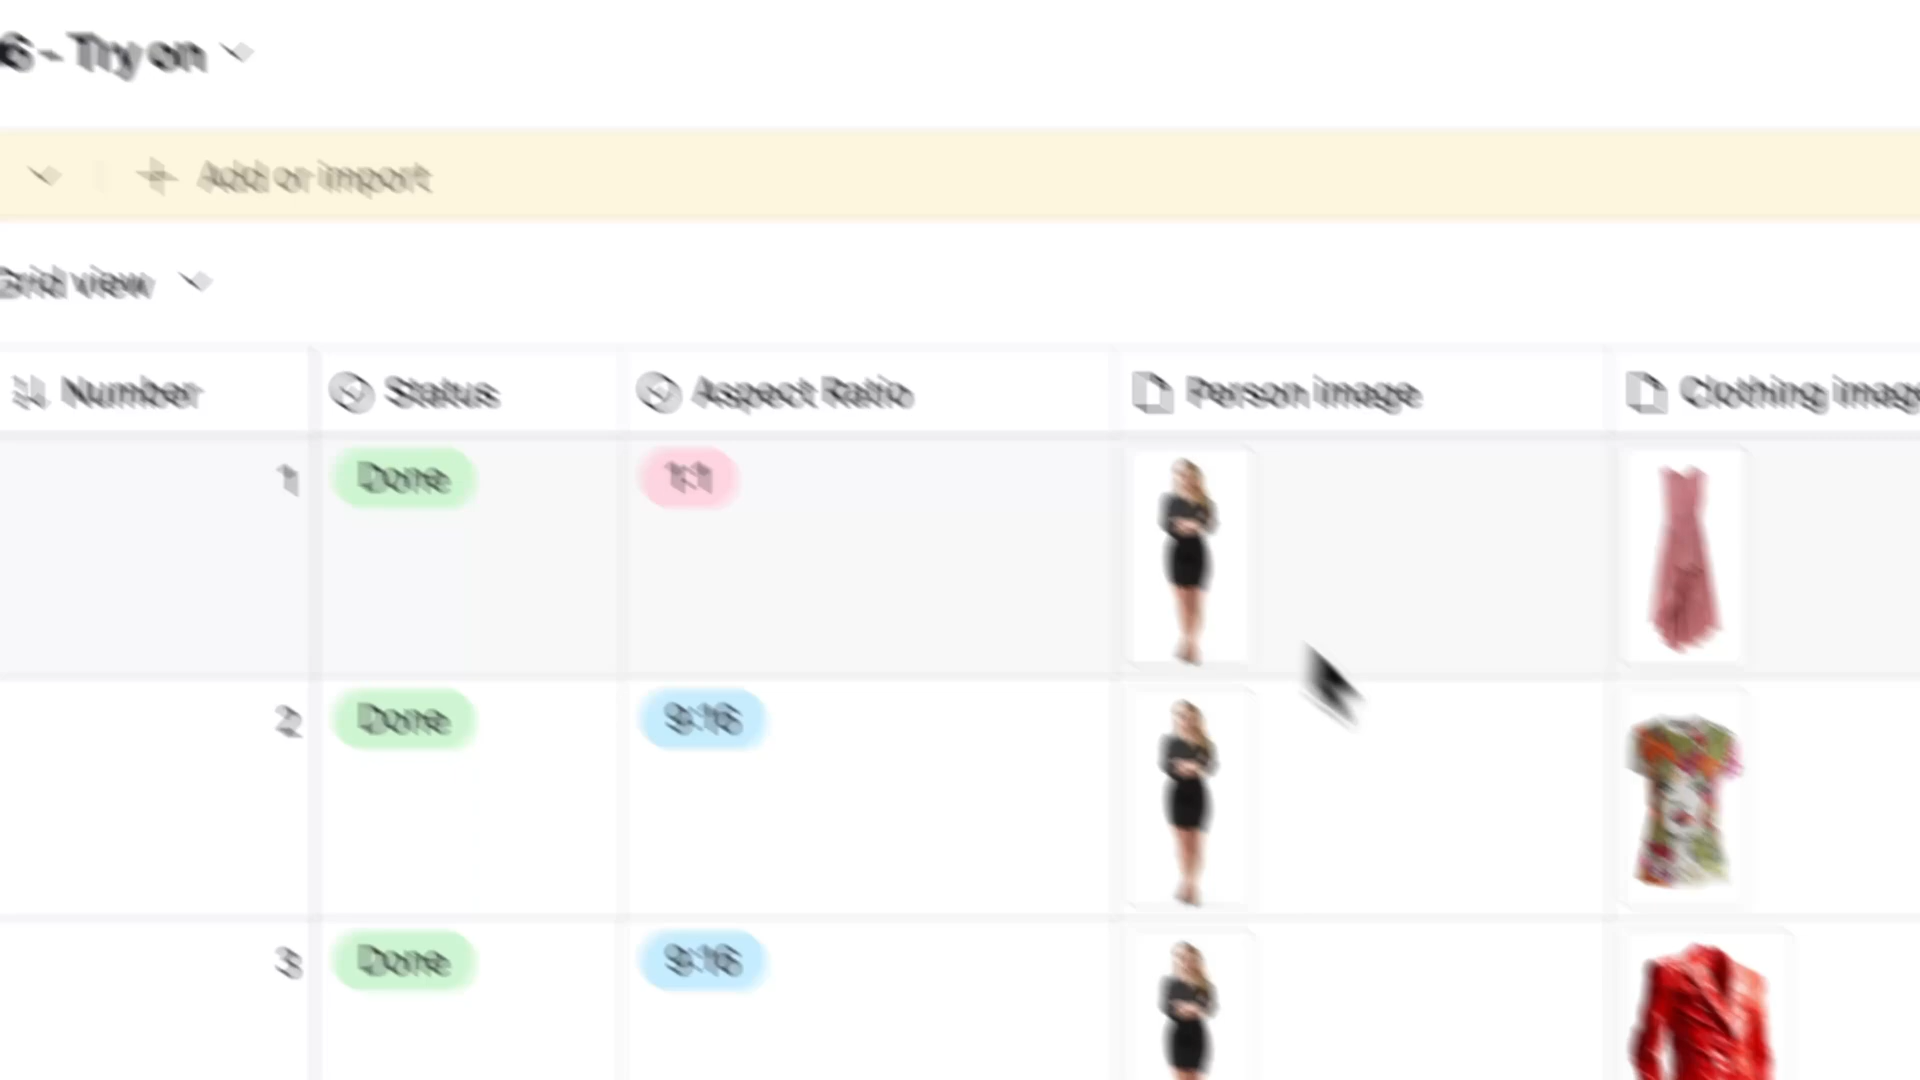 6 - Try on
Add or import
Grid view
Number
Status
Aspect Ratio
Person image
Clothing image
1
Done
1:1
2
Done
9:16
3
Done
9:16